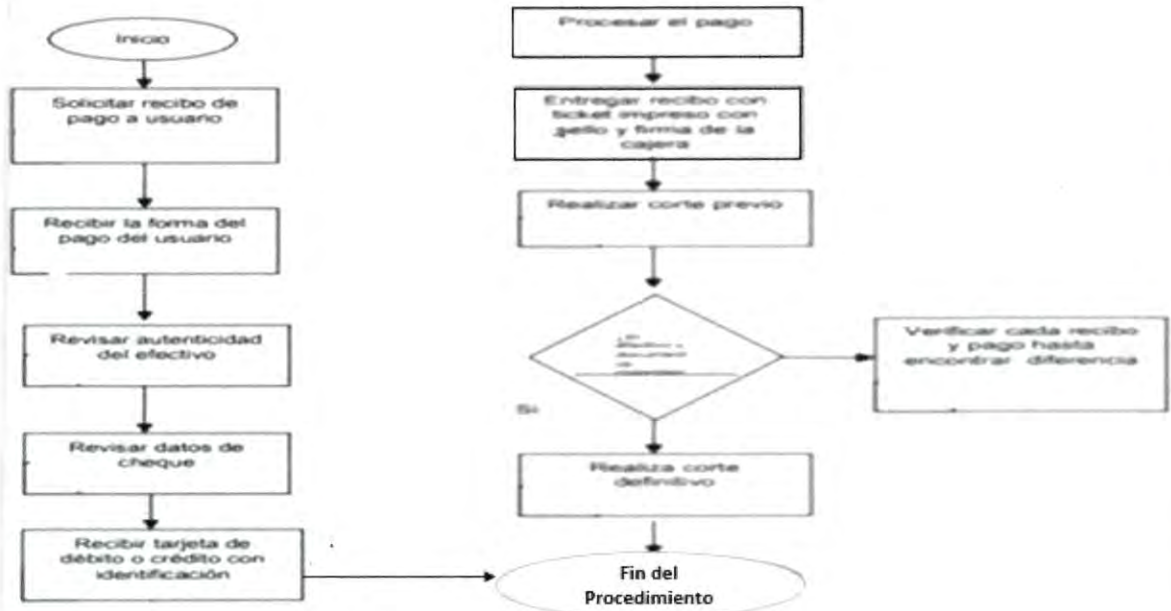 Inicio
Solicitar recibo de
pago a usuario
Recibir la forma del
pago del usuario
Revisar autenticidad
del efectivo
Revisar datos de
cheque
Recibir tarjeta de
débito o crédito con
identificación
Procesar el pago
Entregar recibo con
ticket impreso con
sello y firma de la
cajera
Realizar corte previo
Verificar cada recibo
y pago hasta
encontrar diferencia
Si
Realiza corte
definitivo
Fin del
Procedimiento